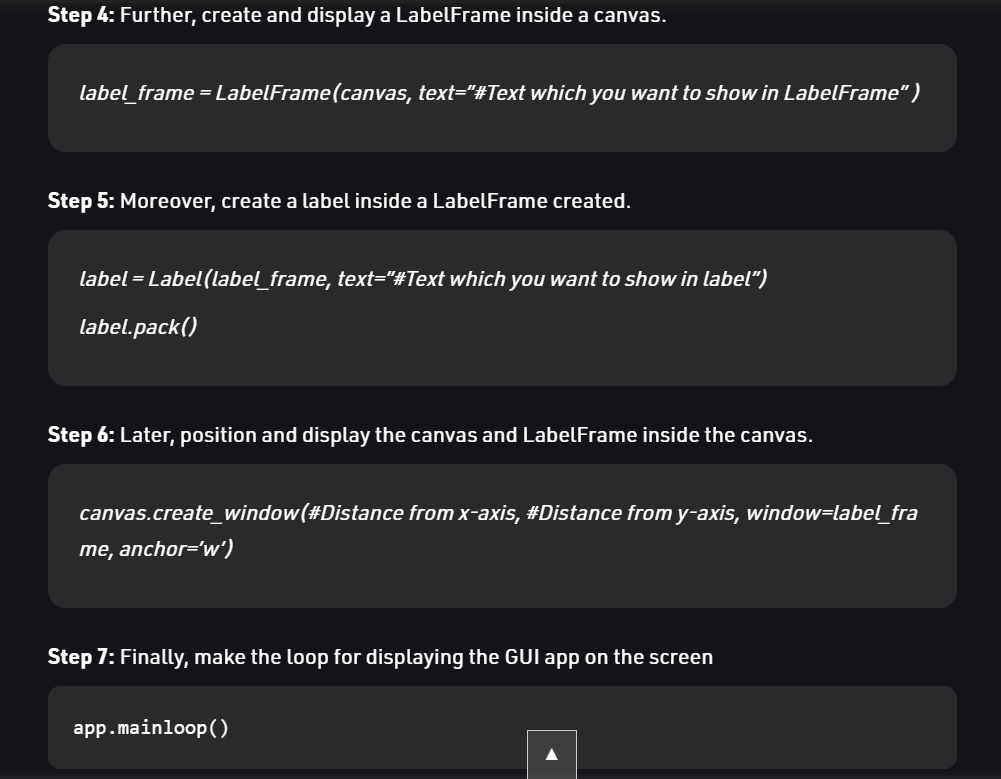 Step 4: Further, create and display a LabelFrame inside a canvas.
label_frame = LabelFrame(canvas, text=”#Text which you want to show in LabelFrame” )
Step 5: Moreover, create a label inside a LabelFrame created.
label = Label(label_frame, text=”#Text which you want to show in label”)
label.pack()
Step 6: Later, position and display the canvas and LabelFrame inside the canvas.
canvas.create_window(#Distance from x-axis, #Distance from y-axis, window=label_fra
me, anchor=’w’)
Step 7: Finally, make the loop for displaying the GUI app on the screen
app.mainloop()
▲